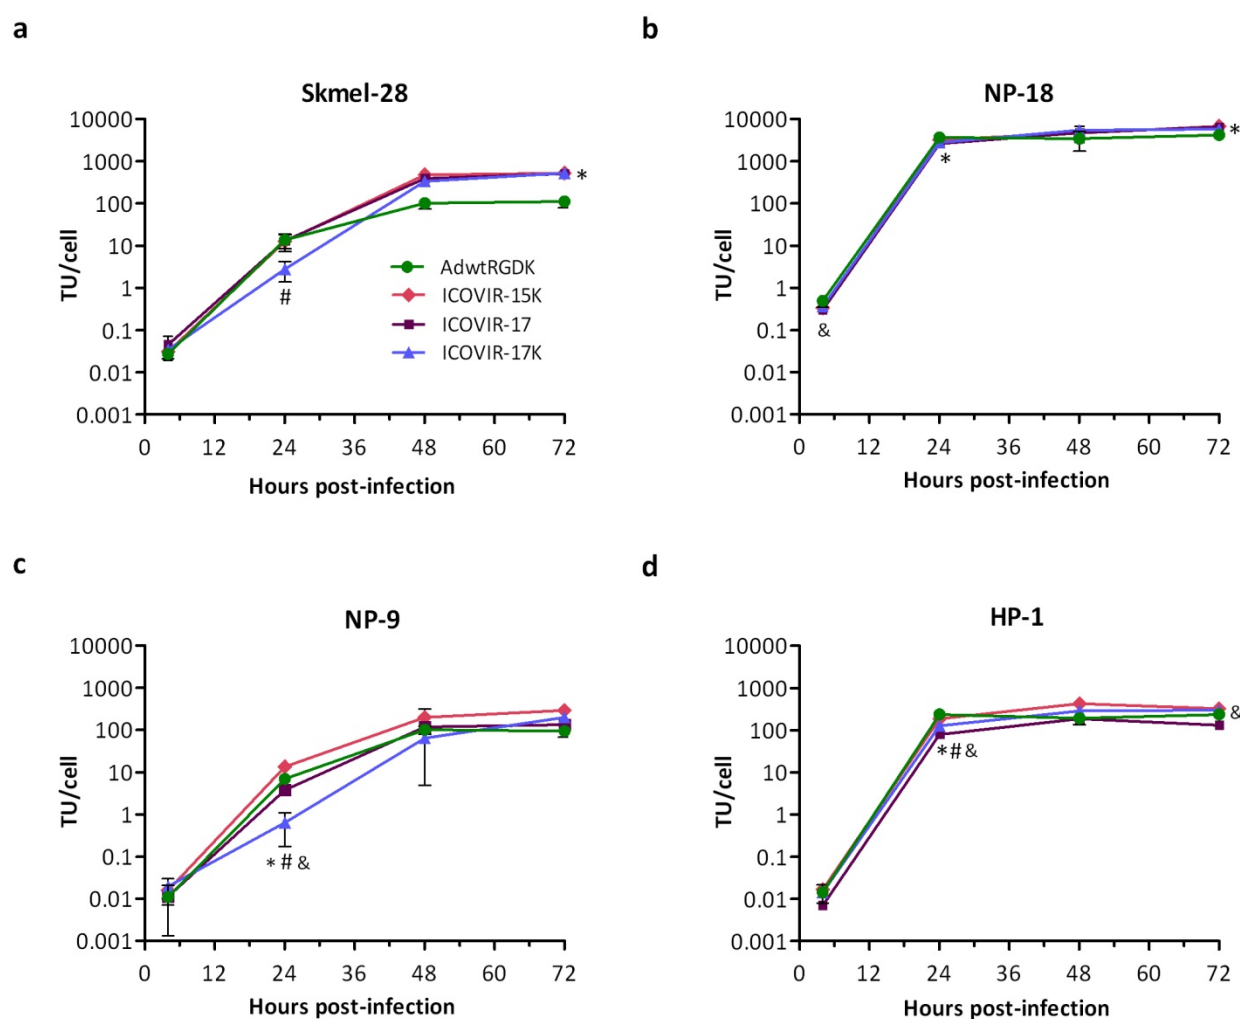 a
Skmel-28
10000
1000
100
10
1
0.1
0.01
0.001
TU/cell
0 12 24 36 48 60 72
Hours post-infection
*
#
AdwtRGDK
ICOVIR-15K
ICOVIR-17
ICOVIR-17K
b
NP-18
10000
1000
100
10
1
0.1
0.01
0.001
TU/cell
0 12 24 36 48 60 72
Hours post-infection
*
*
&
c
NP-9
10000
1000
100
10
1
0.1
0.01
0.001
TU/cell
0 12 24 36 48 60 72
Hours post-infection
* # &
d
HP-1
10000
1000
100
10
1
0.1
0.01
0.001
TU/cell
0 12 24 36 48 60 72
Hours post-infection
&
*# &